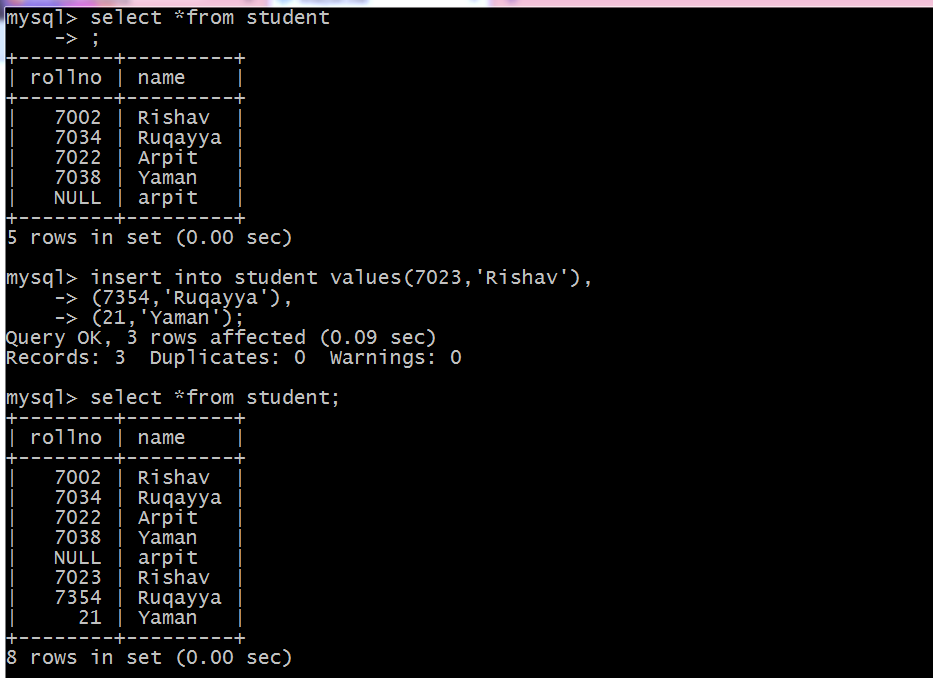 mysql> select *from student
    -> ;
+--------+---------+
| rollno | name    |
+--------+---------+
|   7002 | Rishav  |
|   7034 | Ruqayya |
|   7022 | Arpit   |
|   7038 | Yaman   |
|   NULL | arpit   |
+--------+---------+
5 rows in set (0.00 sec)

mysql> insert into student values(7023,'Rishav'),
    -> (7354,'Ruqayya'),
    -> (21,'Yaman');
Query OK, 3 rows affected (0.09 sec)
Records: 3  Duplicates: 0  Warnings: 0

mysql> select *from student;
+--------+---------+
| rollno | name    |
+--------+---------+
|   7002 | Rishav  |
|   7034 | Ruqayya |
|   7022 | Arpit   |
|   7038 | Yaman   |
|   NULL | arpit   |
|   7023 | Rishav  |
|   7354 | Ruqayya |
|     21 | Yaman   |
+--------+---------+
8 rows in set (0.00 sec)